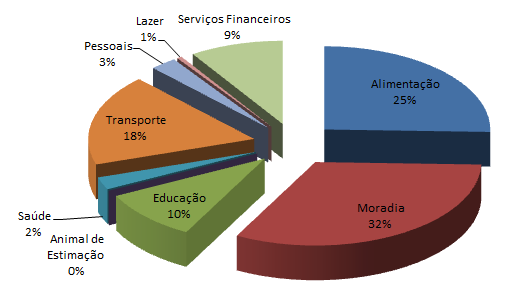 Lazer
1%
Serviços Financeiros
9%
Pessoais
3%
Alimentação
25%
Transporte
18%
Educação
10%
Moradia
32%
Saúde
2%
Animal de
Estimação
0%